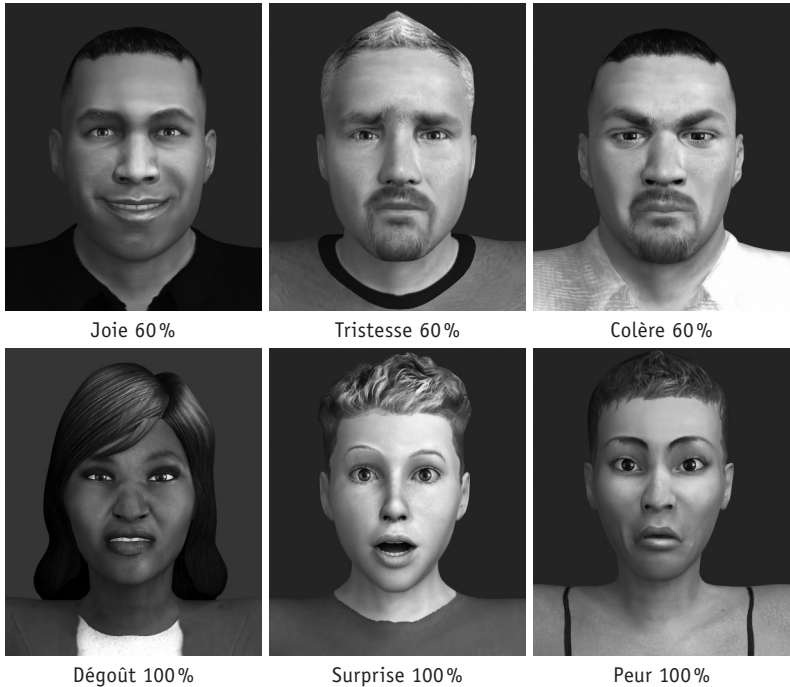 Joie 60 %
Tristesse 60 %
Colère 60 %
Dégoût 100 %
Surprise 100 %
Peur 100 %